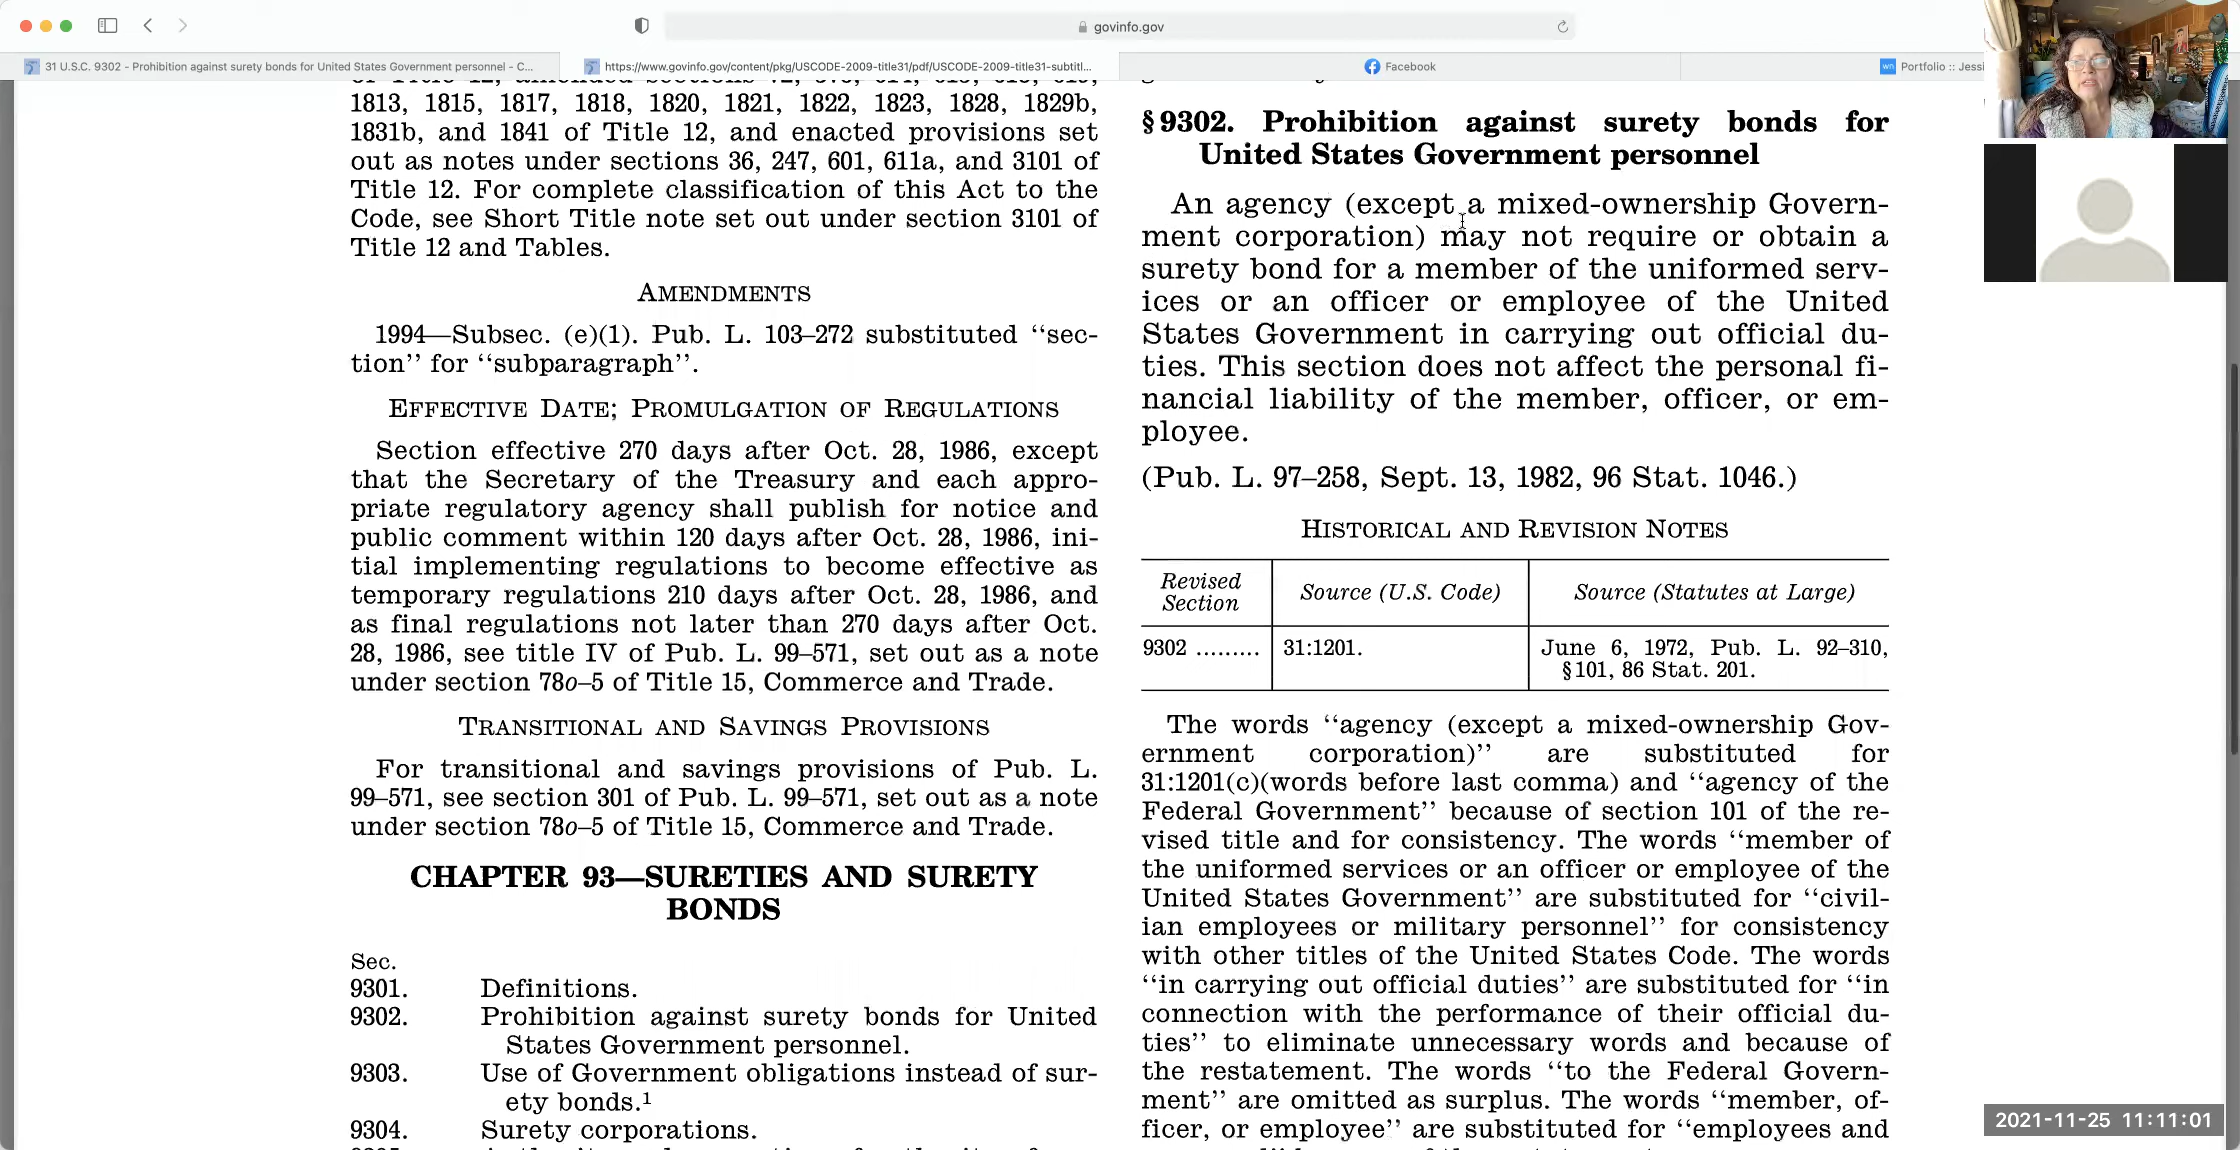 govinfo.gov
31 U.S.C. 9302 - Prohibition against surety bonds for United States Government personnel - C...
https://www.govinfo.gov/content/pkg/USCODE-2009-title31/pdf/USCODE-2009-title31-subtitl...
Facebook
Portfolio :: Jessi
1813, 1815, 1817, 1818, 1820, 1821, 1822, 1823, 1828, 1829b,
1831b, and 1841 of Title 12, and enacted provisions set
out as notes under sections 36, 247, 601, 611a, and 3101 of
Title 12. For complete classification of this Act to the
Code, see Short Title note set out under section 3101 of
Title 12 and Tables.
AMENDMENTS
1994—Subsec. (e)(1). Pub. L. 103–272 substituted ‘‘sec-
tion’’ for ‘‘subparagraph’’.
EFFECTIVE DATE; PROMULGATION OF REGULATIONS
Section effective 270 days after Oct. 28, 1986, except
that the Secretary of the Treasury and each appro-
priate regulatory agency shall publish for notice and
public comment within 120 days after Oct. 28, 1986, ini-
tial implementing regulations to become effective as
temporary regulations 210 days after Oct. 28, 1986, and
as final regulations not later than 270 days after Oct.
28, 1986, see title IV of Pub. L. 99–571, set out as a note
under section 78o–5 of Title 15, Commerce and Trade.
TRANSITIONAL AND SAVINGS PROVISIONS
For transitional and savings provisions of Pub. L.
99–571, see section 301 of Pub. L. 99–571, set out as a note
under section 78o–5 of Title 15, Commerce and Trade.
CHAPTER 93—SURETIES AND SURETY
BONDS
Sec.
9301. Definitions.
9302. Prohibition against surety bonds for United
States Government personnel.
9303. Use of Government obligations instead of sur-
ety bonds.¹
9304. Surety corporations.
§ 9302. Prohibition against surety bonds for
United States Government personnel
An agency (except a mixed-ownership Govern-
ment corporation) may not require or obtain a
surety bond for a member of the uniformed serv-
ices or an officer or employee of the United
States Government in carrying out official du-
ties. This section does not affect the personal fi-
nancial liability of the member, officer, or em-
ployee.
(Pub. L. 97–258, Sept. 13, 1982, 96 Stat. 1046.)
HISTORICAL AND REVISION NOTES
Revised
Section
Source (U.S. Code)
Source (Statutes at Large)
9302 .........
31:1201.
June 6, 1972, Pub. L. 92–310,
§ 101, 86 Stat. 201.
The words ‘‘agency (except a mixed-ownership Gov-
ernment corporation)’’ are substituted for
31:1201(c)(words before last comma) and ‘‘agency of the
Federal Government’’ because of section 101 of the re-
vised title and for consistency. The words ‘‘member of
the uniformed services or an officer or employee of the
United States Government’’ are substituted for ‘‘civil-
ian employees or military personnel’’ for consistency
with other titles of the United States Code. The words
‘‘in carrying out official duties’’ are substituted for ‘‘in
connection with the performance of their official du-
ties’’ to eliminate unnecessary words and because of
the restatement. The words ‘‘to the Federal Govern-
ment’’ are omitted as surplus. The words ‘‘member, of-
ficer, or employee’’ are substituted for ‘‘employees and
2021-11-25 11:11:01